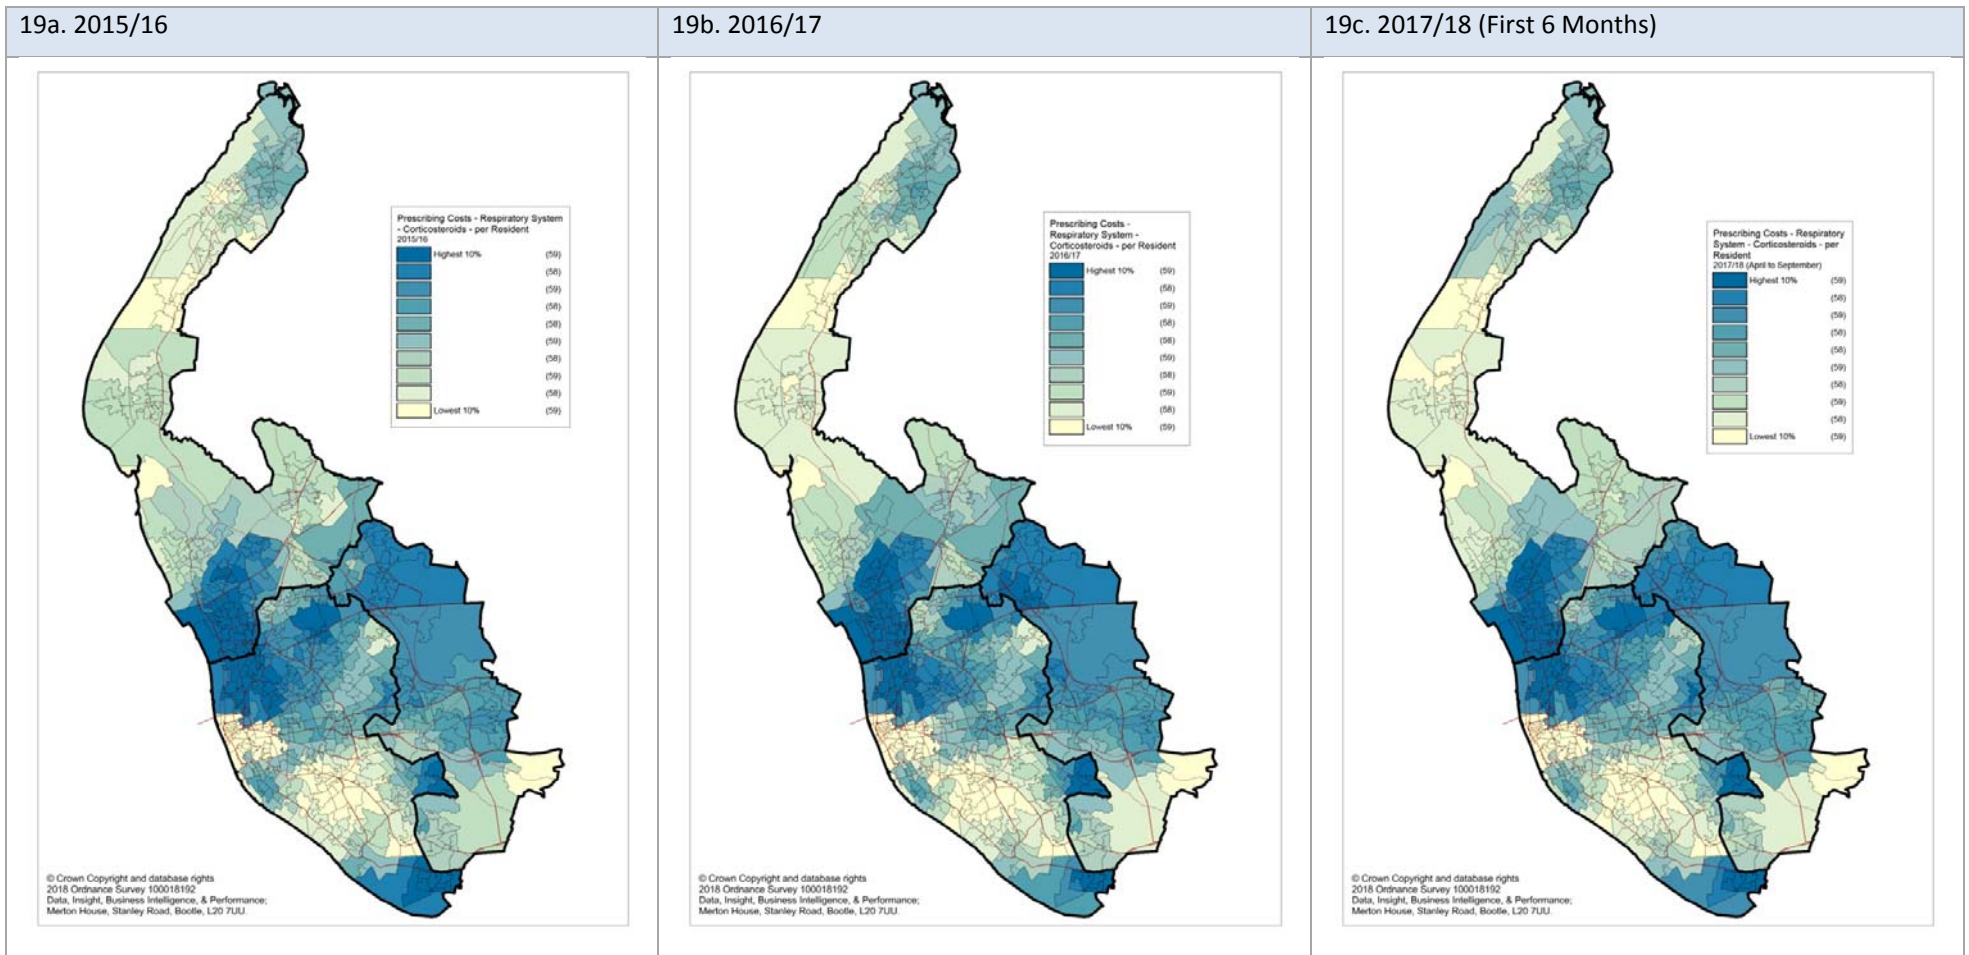 19a. 2015/16
19b. 2016/17
19c. 2017/18 (First 6 Months)
Prescribing Costs - Respiratory System
- Corticosteroids - per Resident
2015/16
Highest 10% (59)
(58)
(59)
(58)
(58)
(59)
(58)
(59)
(58)
Lowest 10% (59)
© Crown Copyright and database rights
2018 Ordnance Survey 100018192
Data, Insight, Business Intelligence, & Performance;
Merton House, Stanley Road, Bootle, L20 7UU.
Prescribing Costs -
Respiratory System -
Corticosteroids - per Resident
2016/17
Highest 10% (59)
(58)
(59)
(58)
(58)
(59)
(58)
(59)
(58)
Lowest 10% (59)
© Crown Copyright and database rights
2018 Ordnance Survey 100018192
Data, Insight, Business Intelligence, & Performance;
Merton House, Stanley Road, Bootle, L20 7UU.
Prescribing Costs - Respiratory
System - Corticosteroids - per
Resident
2017/18 (April to September)
Highest 10% (59)
(58)
(59)
(58)
(58)
(59)
(58)
(59)
(58)
Lowest 10% (59)
© Crown Copyright and database rights
2018 Ordnance Survey 100018192
Data, Insight, Business Intelligence, & Performance;
Merton House, Stanley Road, Bootle, L20 7UU.